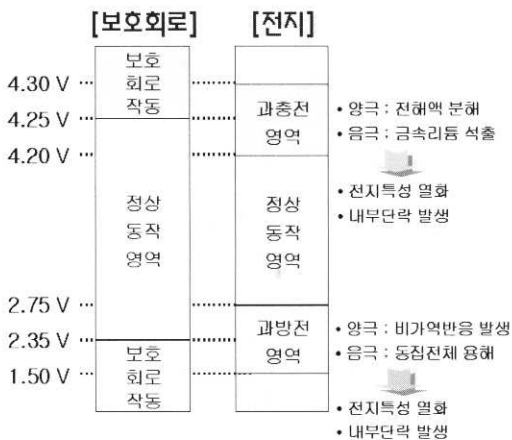 [보호회로] [전지]
보호
회로
작동
4.30 V
4.25 V
4.20 V
과충전
영역
• 양극 : 전해액 분해
• 음극 : 금속리튬 석출
• 전지특성 열화
• 내부단락 발생
정상
동작
영역
정상
동작
영역
2.75 V
2.35 V
1.50 V
과방전
영역
• 양극 : 비가역반응 발생
• 음극 : 동집전체 용해
보호
회로
작동
• 전지특성 열화
• 내부단락 발생